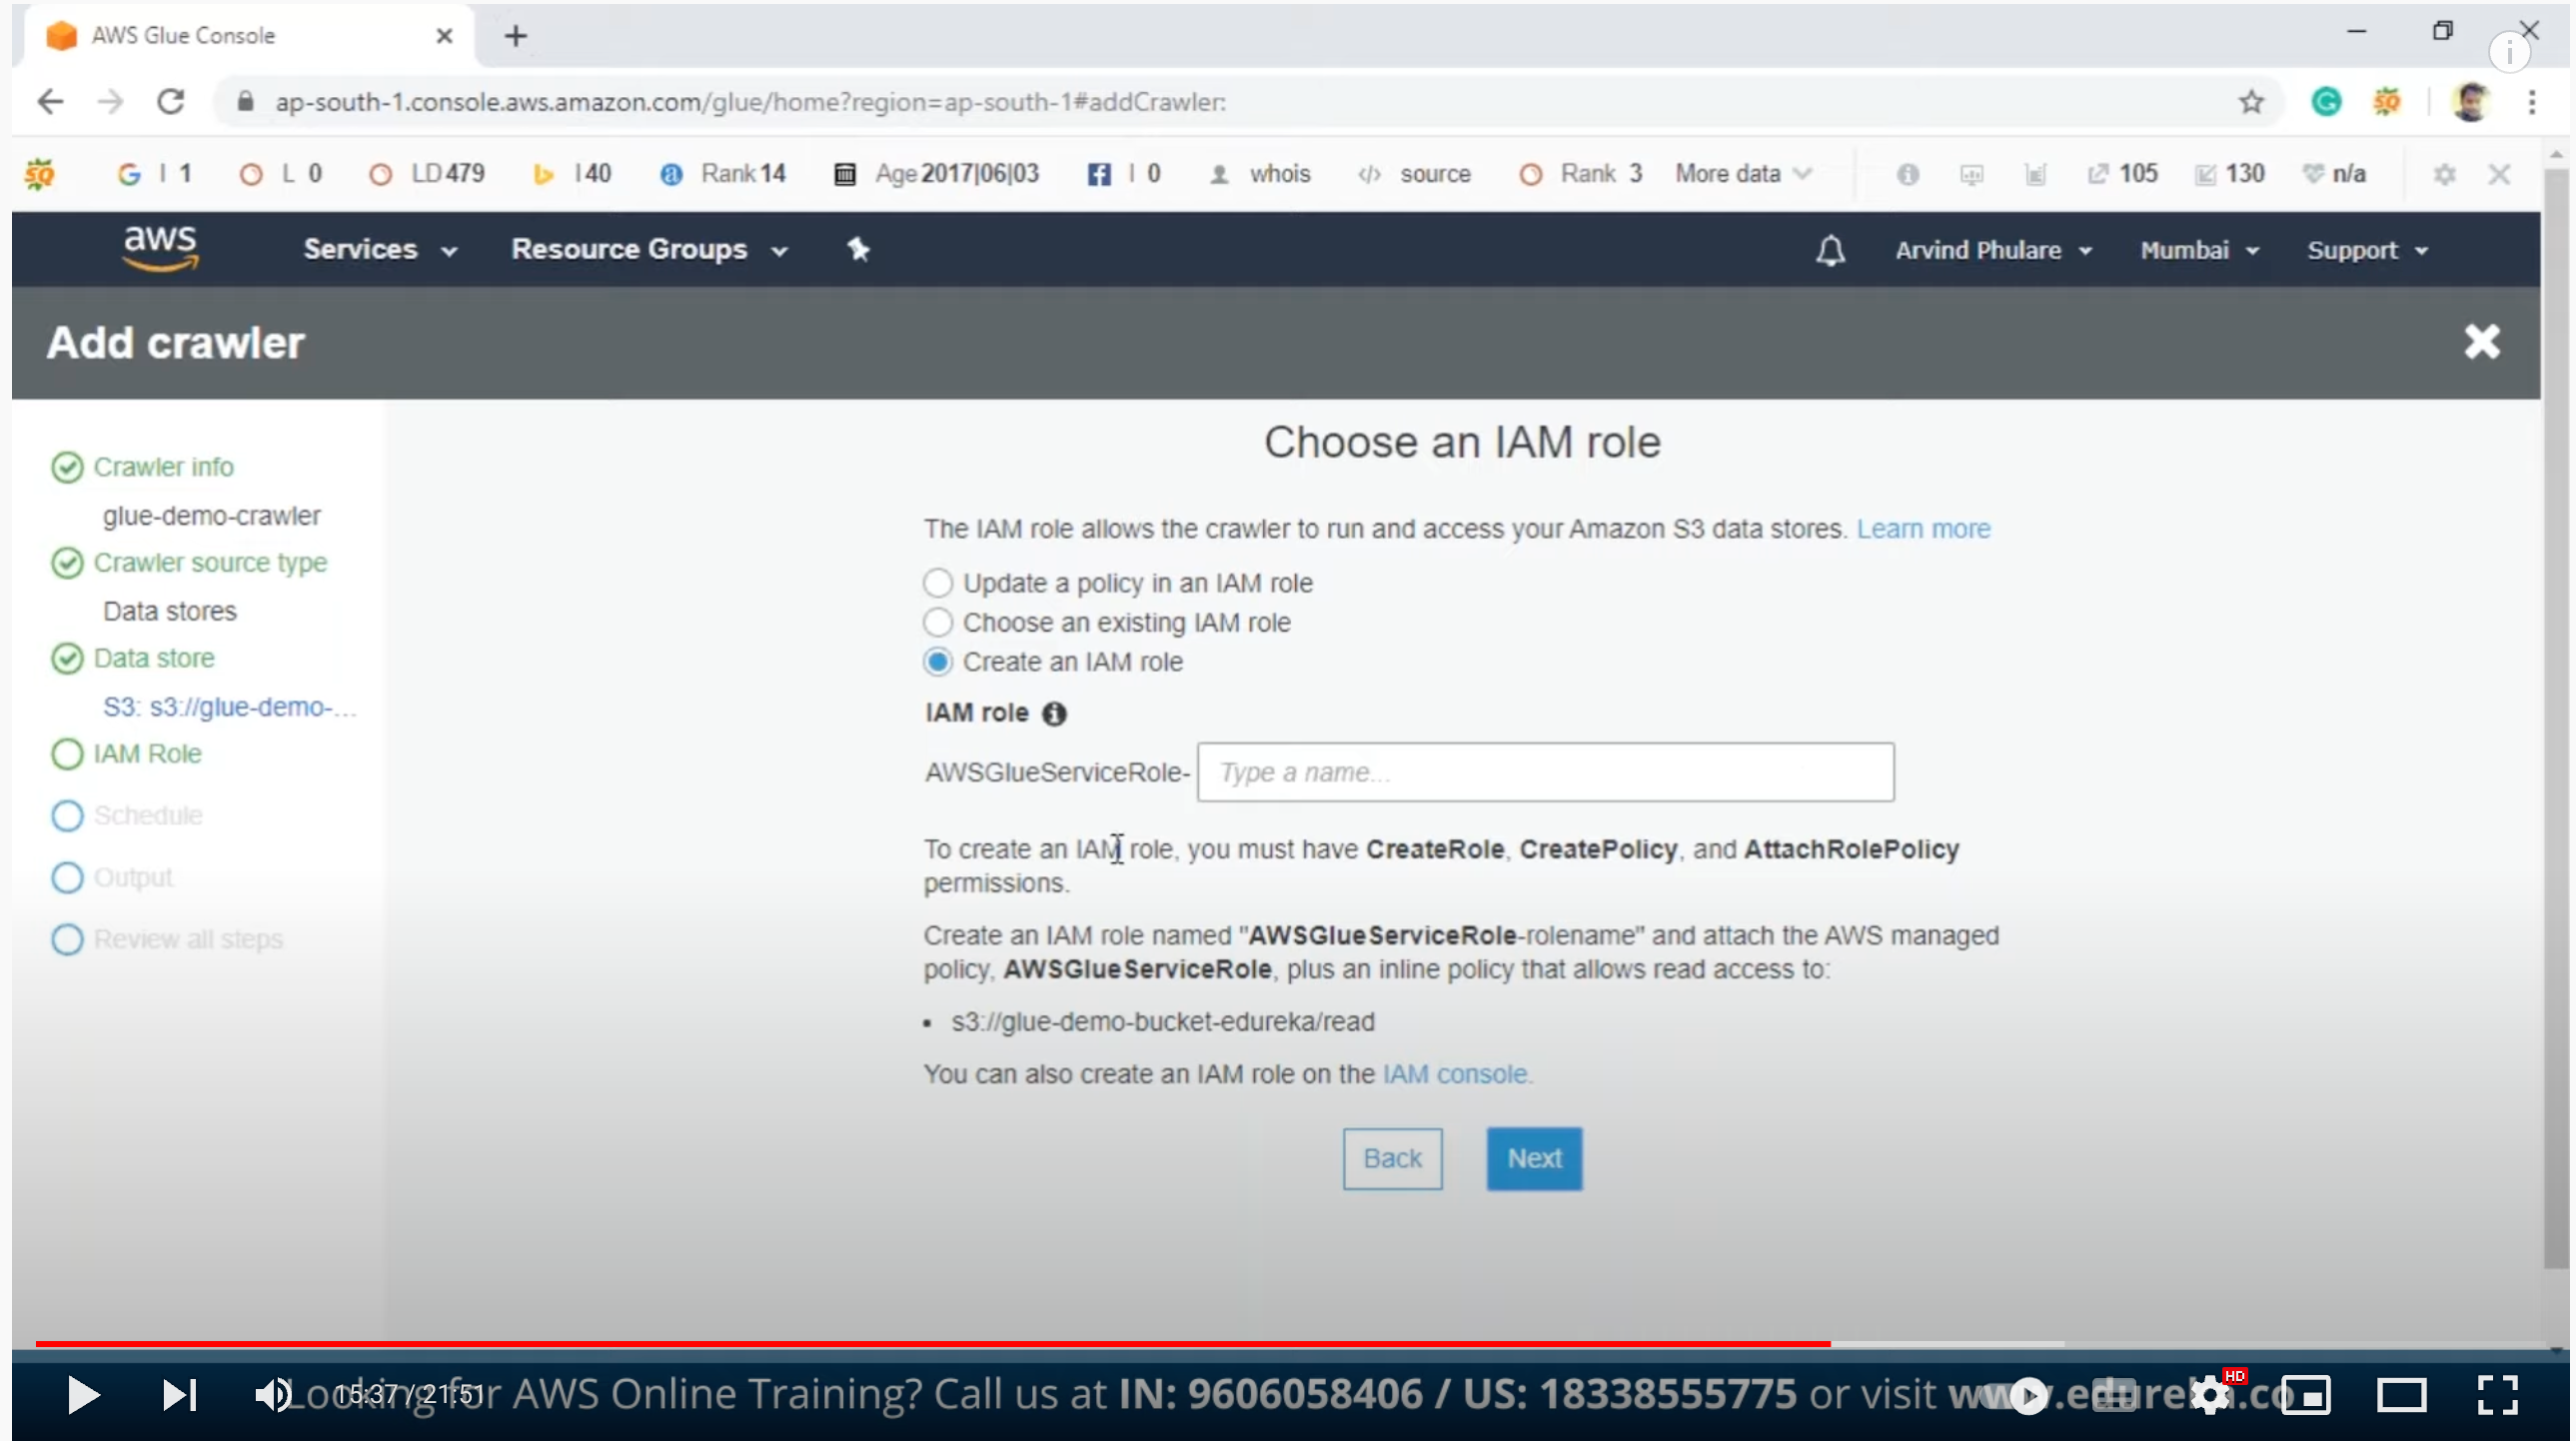 AWS Glue Console
ap-south-1.console.aws.amazon.com/glue/home?region=ap-south-1#addCrawler:
SQ G I 1 L 0 LD 479 I 40 Rank 14 Age 2017|06|03 I 0 whois </> source Rank 3 More data 105 130 n/a
aws Services Resource Groups Arvind Phulare Mumbai Support
Add crawler
Crawler info
glue-demo-crawler
Crawler source type
Data stores
Data store
S3: s3://glue-demo-...
IAM Role
Schedule
Output
Review all steps
Choose an IAM role
The IAM role allows the crawler to run and access your Amazon S3 data stores. Learn more
Update a policy in an IAM role
Choose an existing IAM role
Create an IAM role
IAM role
AWSGlueServiceRole- Type a name...
To create an IAM role, you must have CreateRole, CreatePolicy, and AttachRolePolicy
permissions.
Create an IAM role named "AWSGlueServiceRole-rolename" and attach the AWS managed
policy, AWSGlueServiceRole, plus an inline policy that allows read access to:
▪ s3://glue-demo-bucket-edureka/read
You can also create an IAM role on the IAM console.
Back Next
15:37 / 21:51
Looking for AWS Online Training? Call us at IN: 9606058406 / US: 18338555775 or visit www.edureka.co
HD